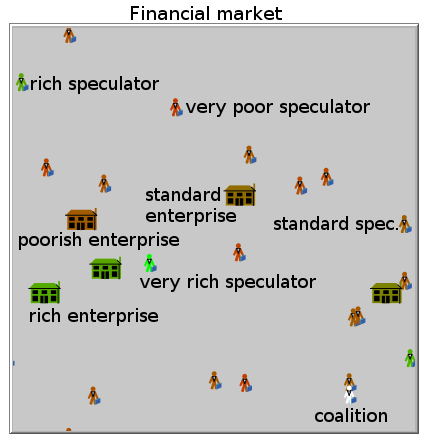 Financial market
rich speculator
very poor speculator
standard
enterprise
standard spec.
poorish enterprise
very rich speculator
rich enterprise
coalition